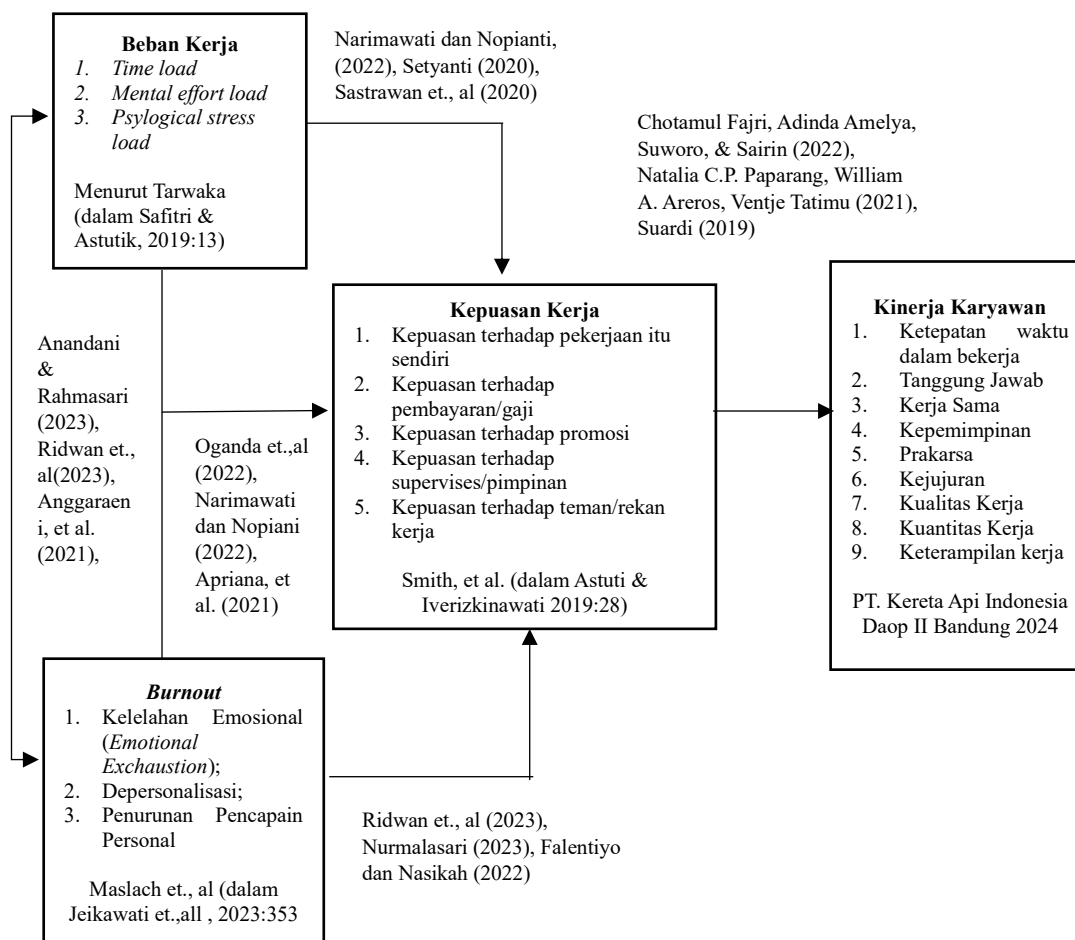 Beban Kerja
1. Time load
2. Mental effort load
3. Psylogical stress
load
Menurut Tarwaka
(dalam Safitri &
Astutik, 2019:13)
Narimawati dan Nopianti,
(2022), Setyanti (2020),
Sastrawan et., al (2020)
Chotamul Fajri, Adinda Amelya,
Suworo, & Sairin (2022),
Natalia C.P. Paparang, William
A. Areros, Ventje Tatimu (2021),
Suardi (2019)
Anandani
&
Rahmasari
(2023),
Ridwan et.,
al(2023),
Anggaraen
i, et al.
(2021),
Oganda et.,al
(2022),
Narimawati
dan Nopiani
(2022),
Apriana, et
al. (2021)
Kepuasan Kerja
1. Kepuasan terhadap pekerjaan itu
sendiri
2. Kepuasan terhadap
pembayaran/gaji
3. Kepuasan terhadap promosi
4. Kepuasan terhadap
supervises/pimpinan
5. Kepuasan terhadap teman/rekan
kerja
Smith, et al. (dalam Astuti &
Iverizkinawati 2019:28)
Kinerja Karyawan
1. Ketepatan waktu
dalam bekerja
2. Tanggung Jawab
3. Kerja Sama
4. Kepemimpinan
5. Prakarsa
6. Kejujuran
7. Kualitas Kerja
8. Kuantitas Kerja
9. Keterampilan kerja
PT. Kereta Api Indonesia
Daop II Bandung 2024
Burnout
1. Kelelahan Emosional
(Emotional
Exchaustion);
2. Depersonalisasi;
3. Penurunan Pencapain
Personal
Maslach et., al (dalam
Jeikawati et.,all , 2023:353
Ridwan et., al (2023),
Nurmalasari (2023), Falentiyo
dan Nasikah (2022)